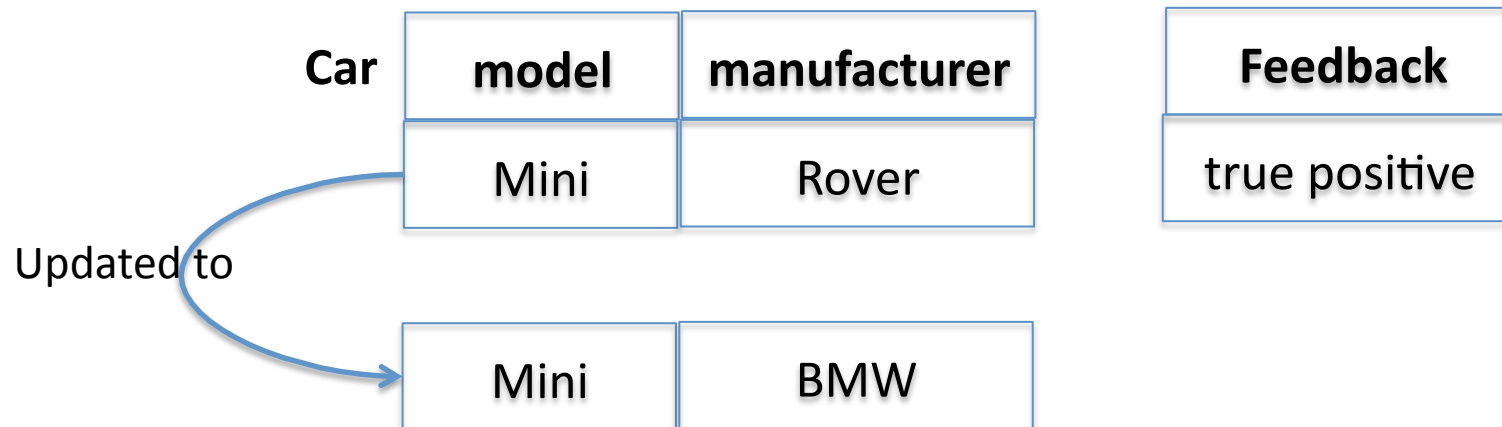 Car model manufacturer Feedback
Mini Rover true positive
Updated to
Mini BMW